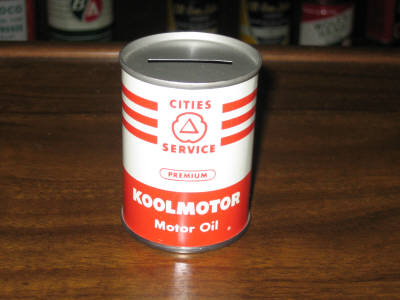 CITIES
SERVICE
PREMIUM
KOOLMOTOR
Motor Oil